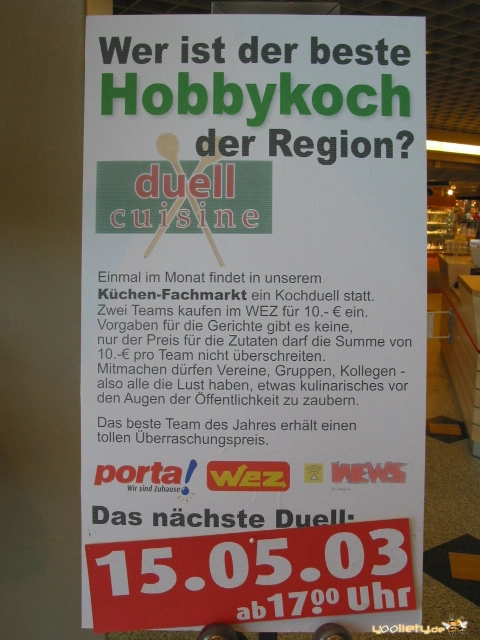 Wer ist der beste
Hobbykoch
der Region?
duell
cuisine
Einmal im Monat findet in unserem
Küchen-Fachmarkt ein Kochduell statt.
Zwei Teams kaufen im WEZ für 10.- € ein.
Vorgaben für die Gerichte gibt es keine,
nur der Preis für die Zutaten darf die Summe von
10.-€ pro Team nicht überschreiten.
Mitmachen dürfen Vereine, Gruppen, Kollegen -
also alle die Lust haben, etwas kulinarisches vor
den Augen der Öffentlichkeit zu zaubern.
Das beste Team des Jahres erhält einen
tollen Überraschungspreis.
porta!
Wir sind Zuhause
WEZ
NEWS
Das nächste Duell:
15.05.03
ab 17.00 Uhr
yooliety.de